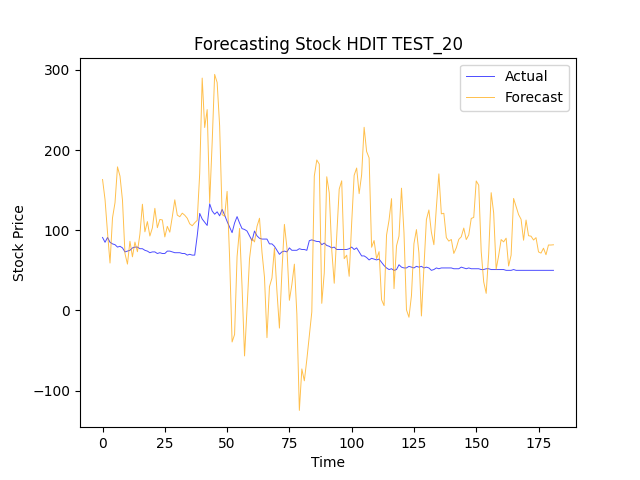 Forecasting Stock HDIT TEST_20
Actual
Forecast
300
200
100
0
−100
Stock Price
0 25 50 75 100 125 150 175
Time